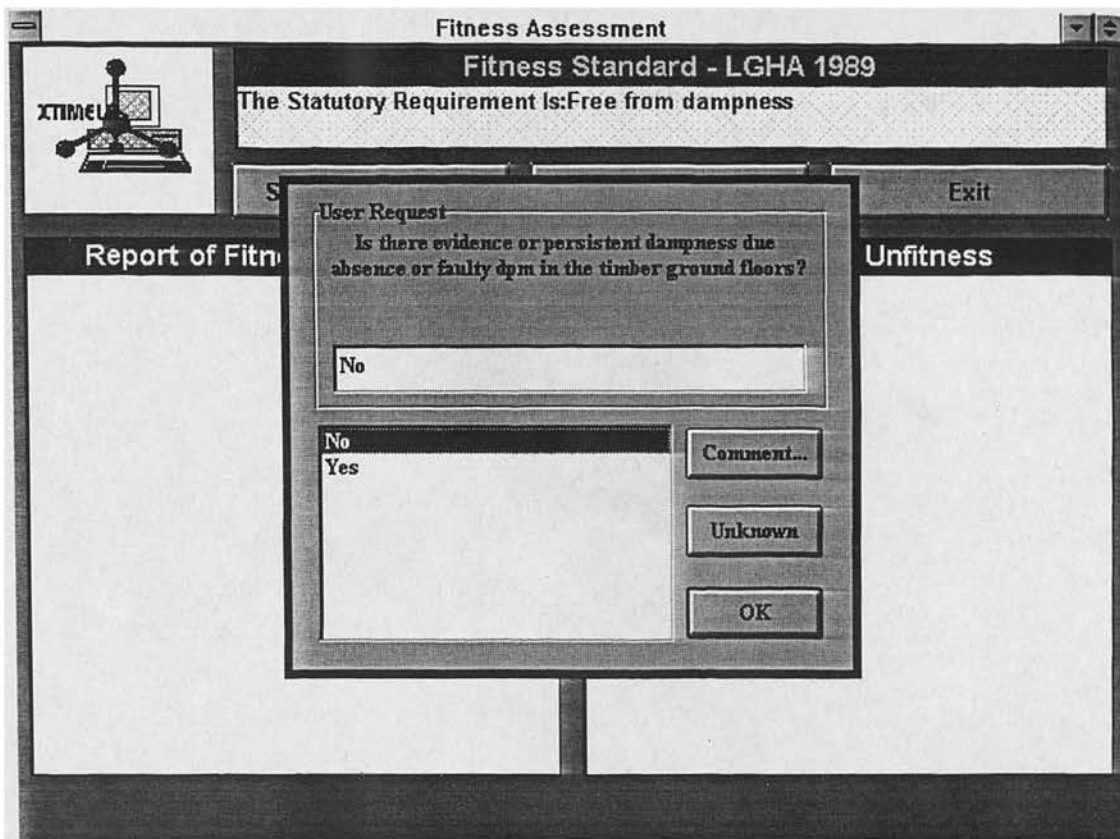 Fitness Assessment
Fitness Standard - LGHA 1989
The Statutory Requirement Is:Free from dampness
XTIMEL
Exit
Report of
Unfitness
User Request
Is there evidence or persistent dampness due
absence or faulty dpm in the timber ground floors?
No
No
Yes
Comment...
Unknown
OK